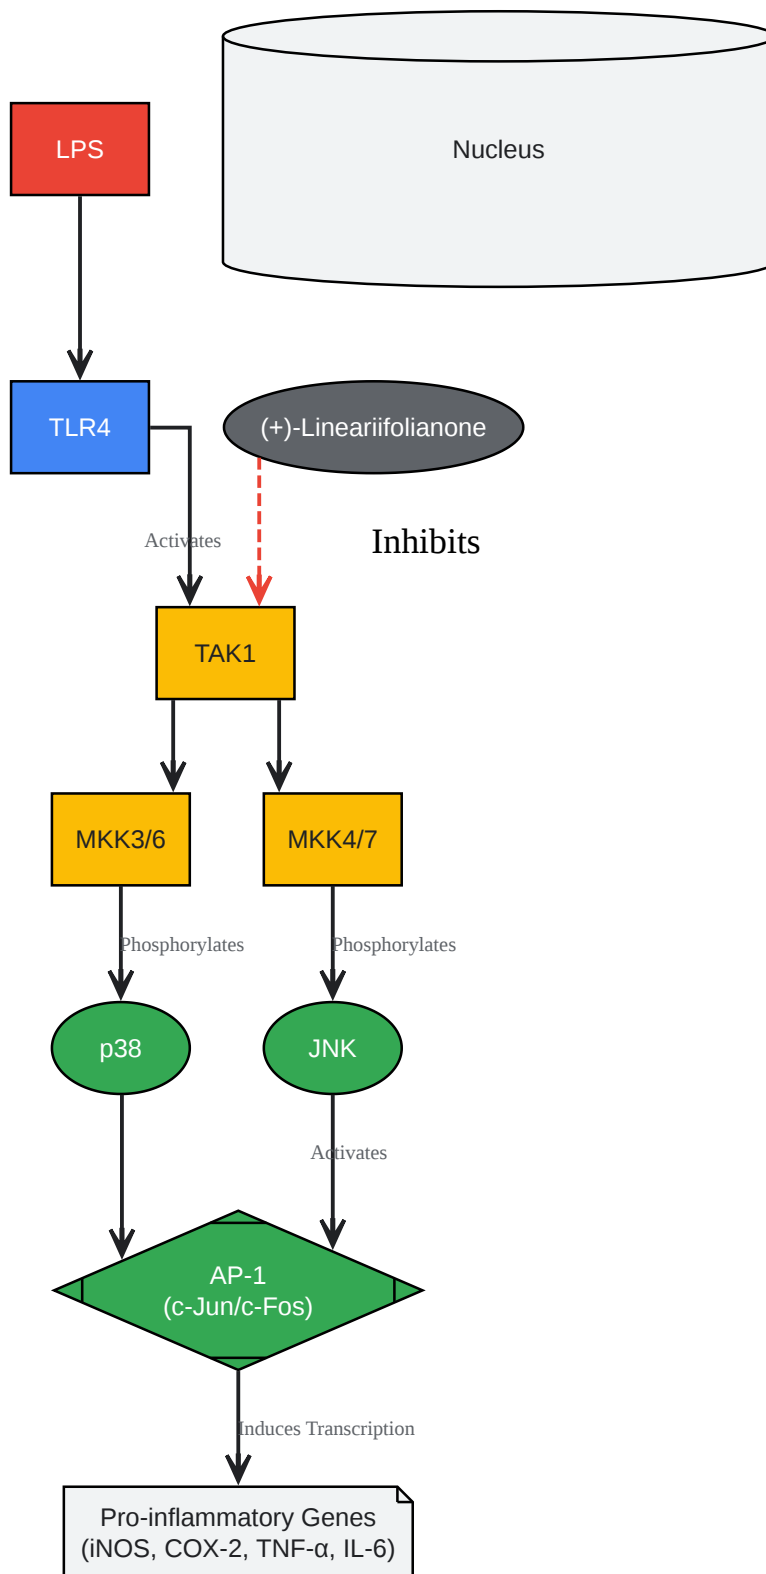 Nucleus
LPS
TLR4
(+)-Lineariifolianone
Activates
Inhibits
TAK1
MKK3/6
MKK4/7
Phosphorylates
Phosphorylates
p38
JNK
Activates
AP-1
(c-Jun/c-Fos)
Induces Transcription
Pro-inflammatory Genes
(iNOS, COX-2, TNF-α, IL-6)